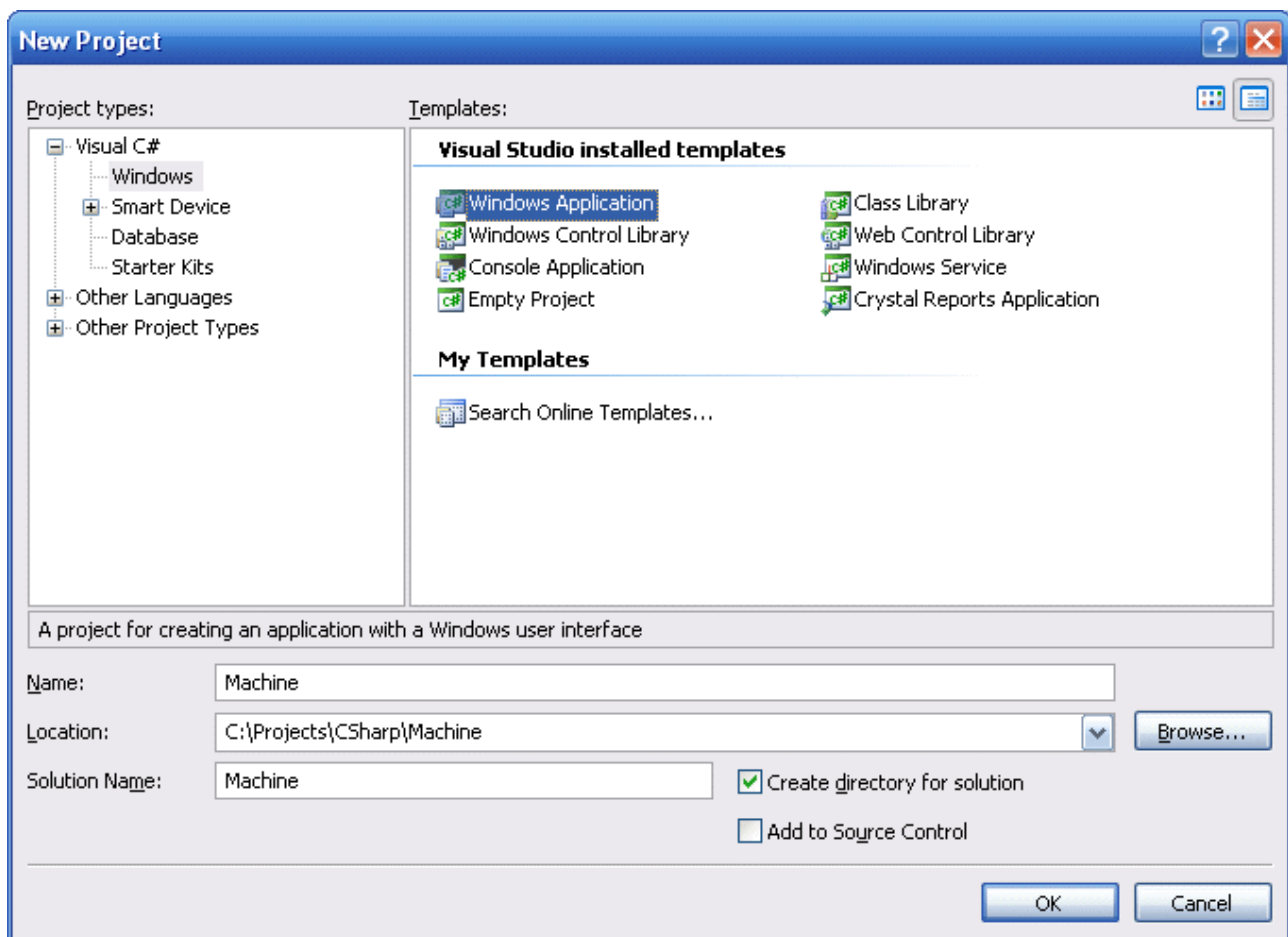 New Project
Project types:
Templates:
Visual C#
Windows
Smart Device
Database
Starter Kits
Other Languages
Other Project Types
Visual Studio installed templates
Windows Application
Class Library
Windows Control Library
Web Control Library
Console Application
Windows Service
Empty Project
Crystal Reports Application
My Templates
Search Online Templates...
A project for creating an application with a Windows user interface
Name:
Machine
Location:
C:\Projects\CSharp\Machine
Browse...
Solution Name:
Machine
Create directory for solution
Add to Source Control
OK
Cancel